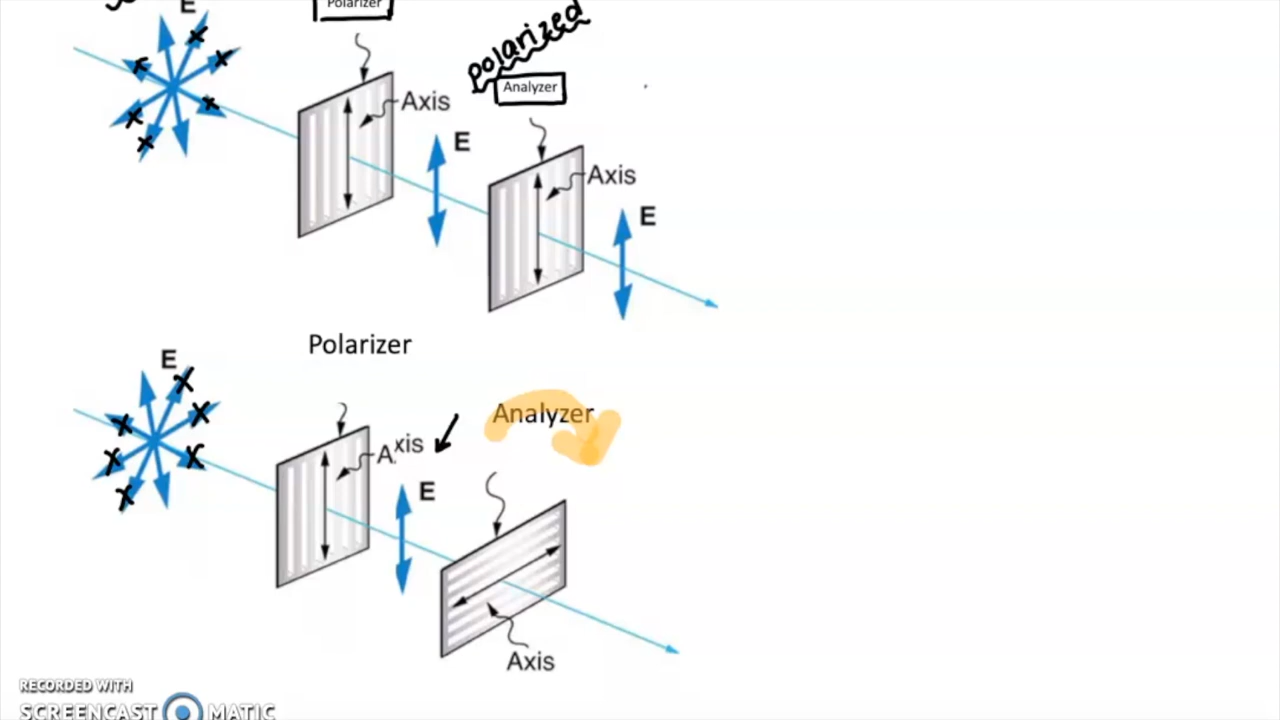 E
Polarizer
polarized
Analyzer
Axis
E
Axis
E
Polarizer
E
Analyzer
Axis
E
Axis
RECORDED WITH
SCREENCAST MATIC